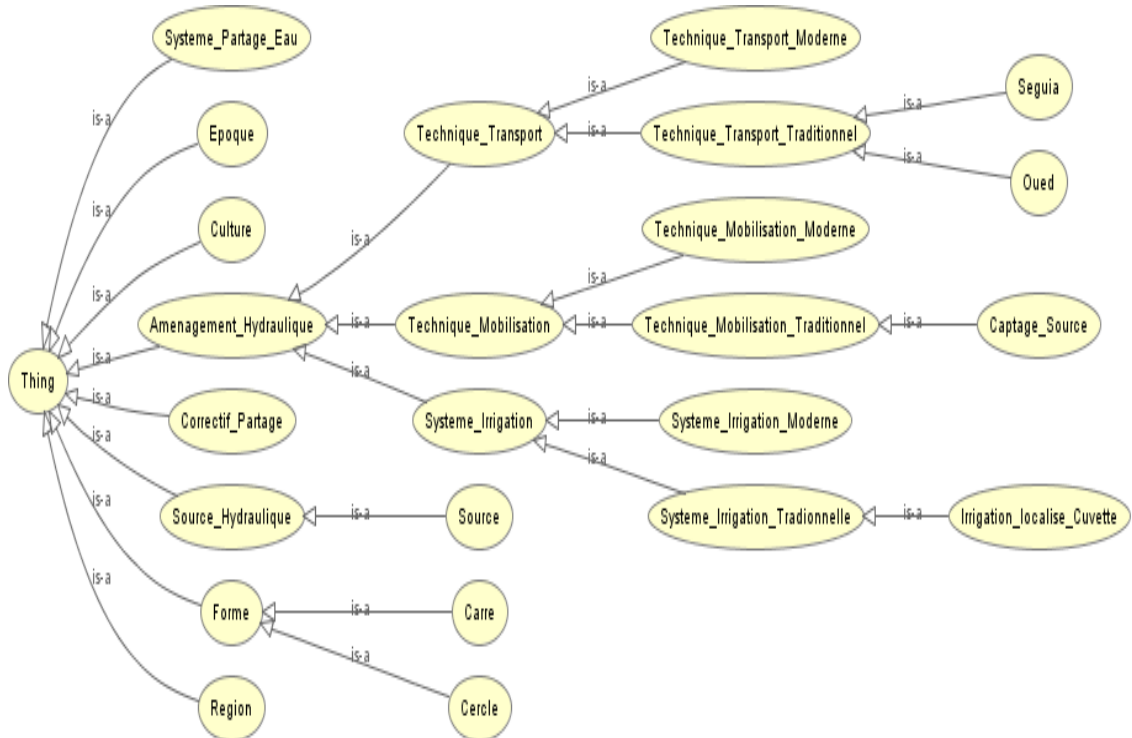 Systeme_Partage_Eau
Technique_Transport_Moderne
is-a
Seguia
is-a
is-a
Epoque
Technique_Transport
is-a
Technique_Transport_Traditionnel
is-a
Oued
is-a
Culture
Technique_Mobilisation_Moderne
is-a
is-a
is-a
Amenagement_Hydraulique
is-a
Technique_Mobilisation
is-a
Technique_Mobilisation_Traditionnel
is-a
Captage_Source
is-a
Thing
is-a
is-a
Correctif_Partage
Systeme_Irrigation
is-a
Systeme_Irrigation_Moderne
is-a
is-a
is-a
Source_Hydraulique
is-a
Source
Systeme_Irrigation_Tradionnelle
is-a
Irrigation_localise_Cuvette
is-a
Forme
is-a
Carre
is-a
Region
Cercle